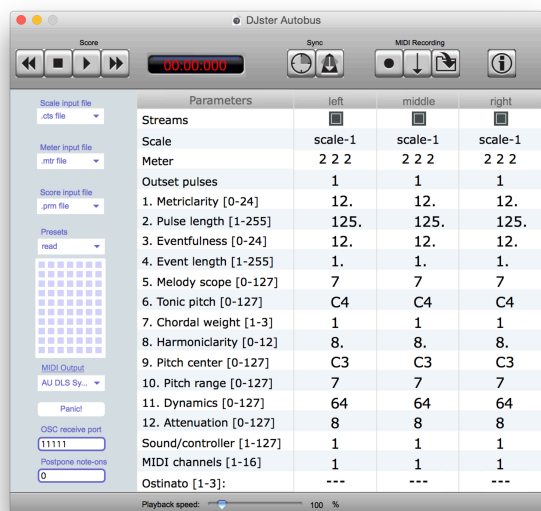 DJster Autobus
Score
Sync
MIDI Recording
00:00:000
Scale input file
.cts file
Meter input file
.mtr file
Score input file
.prm file
Presets
read
MIDI Output
AU DLS Sy...
Panic!
OSC receive port
11111
Postpone note-ons
0
Parameters left middle right
Streams
Scale scale-1 scale-1 scale-1
Meter 2 2 2 2 2 2 2 2 2
Outset pulses 1 1 1
1. Metriclarity [0-24] 12. 12. 12.
2. Pulse length [1-255] 125. 125. 125.
3. Eventfulness [0-24] 12. 12. 12.
4. Event length [1-255] 1. 1. 1.
5. Melody scope [0-127] 7 7 7
6. Tonic pitch [0-127] C4 C4 C4
7. Chordal weight [1-3] 1 1 1
8. Harmoniclarity [0-12] 8. 8. 8.
9. Pitch center [0-127] C3 C3 C3
10. Pitch range [0-127] 7 7 7
11. Dynamics [0-127] 64 64 64
12. Attenuation [0-127] 8 8 8
Sound/controller [1-127] 1 1 1
MIDI channels [1-16] 1 1 1
Ostinato [1-3]: --- --- ---
Playback speed: 100 %